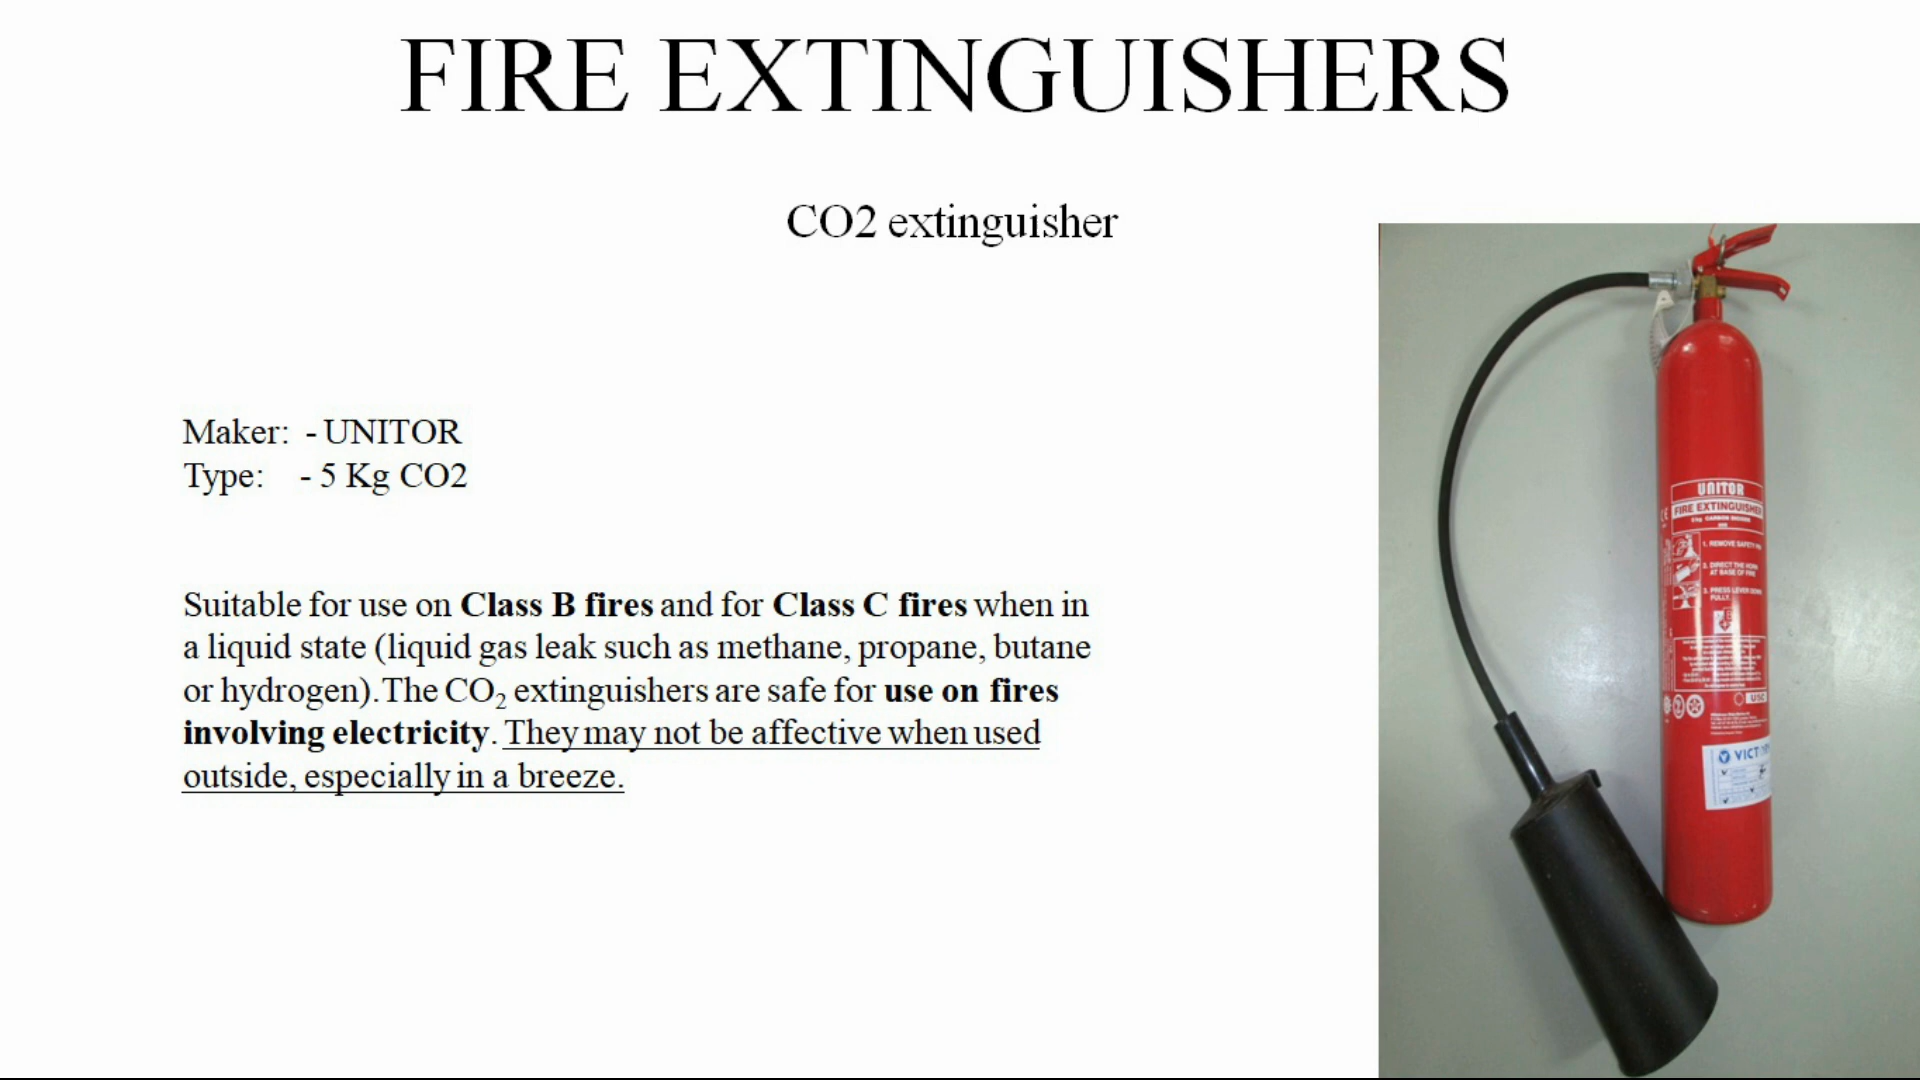 FIRE EXTINGUISHERS
CO2 extinguisher
Maker: - UNITOR
Type: - 5 Kg CO2
Suitable for use on Class B fires and for Class C fires when in
a liquid state (liquid gas leak such as methane, propane, butane
or hydrogen). The CO₂ extinguishers are safe for use on fires
involving electricity. They may not be affective when used
outside, especially in a breeze.
UNITOR
FIRE EXTINGUISHER
1. REMOVE SAFETY
2. DIRECT THE HORN
AT BASE OF FIRE
3. PRESS LEVER DOWN
FULLY.